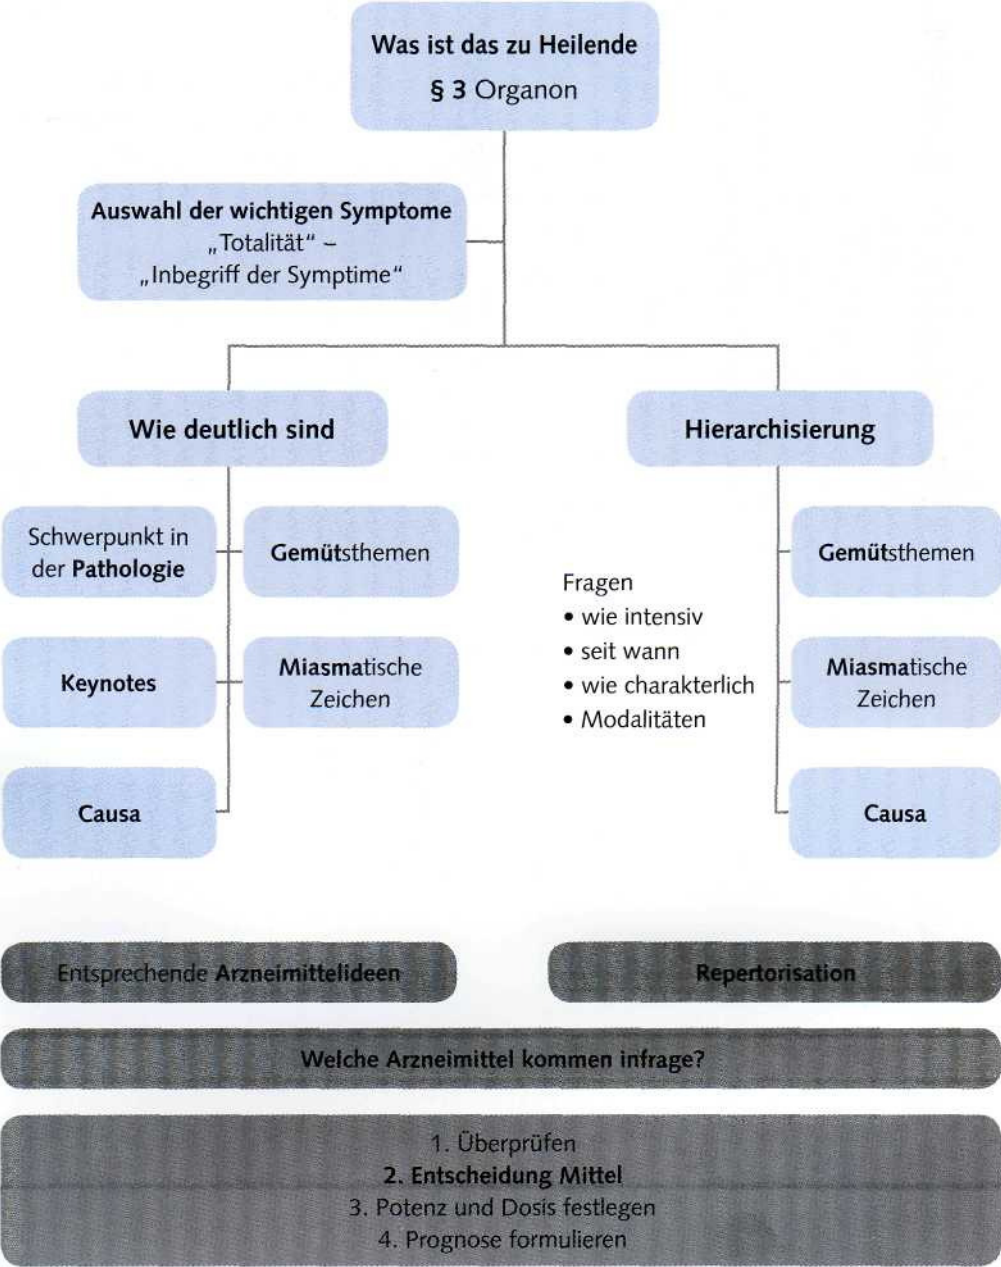 Was ist das zu Heilende
§ 3 Organon
Auswahl der wichtigen Symptome
„Totalität“ –
„Inbegriff der Symptime“
Wie deutlich sind
Hierarchisierung
Schwerpunkt in
der Pathologie
Gemütsthemen
Keynotes
Miasmatische
Zeichen
Causa
Fragen
• wie intensiv
• seit wann
• wie charakterlich
• Modalitäten
Gemütsthemen
Miasmatische
Zeichen
Causa
Entsprechende Arzneimittelideen
Repertorisation
Welche Arzneimittel kommen infrage?
1. Überprüfen
2. Entscheidung Mittel
3. Potenz und Dosis festlegen
4. Prognose formulieren